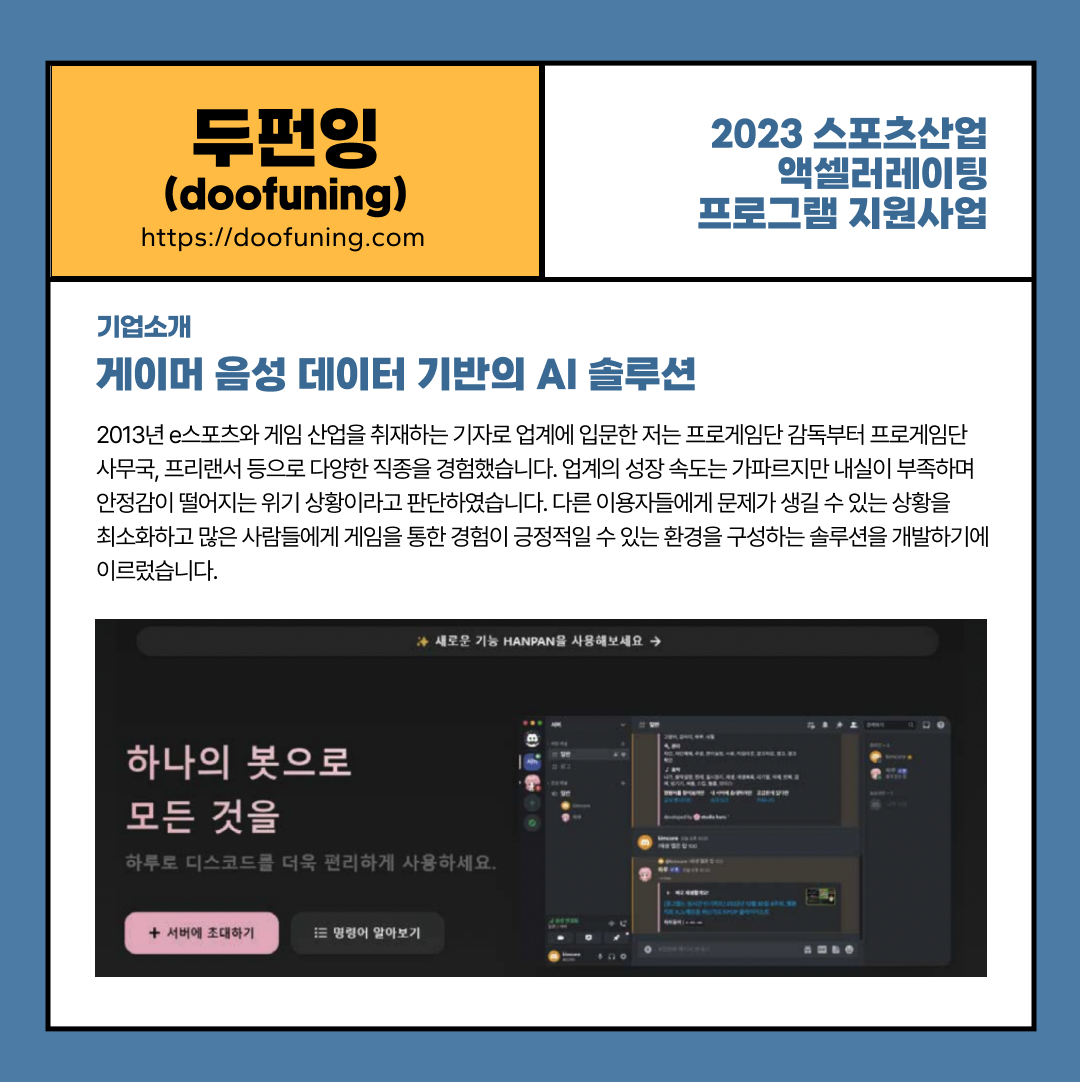 두펀잉
(doofuning)
https://doofuning.com
2023 스포츠산업
액셀러레이팅
프로그램 지원사업
기업소개
게이머 음성 데이터 기반의 AI 솔루션
2013년 e스포츠와 게임 산업을 취재하는 기자로 업계에 입문한 저는 프로게임단 감독부터 프로게임단
사무국, 프리랜서 등으로 다양한 직종을 경험했습니다. 업계의 성장 속도는 가파르지만 내실이 부족하며
안정감이 떨어지는 위기 상황이라고 판단하였습니다. 다른 이용자들에게 문제가 생길 수 있는 상황을
최소화하고 많은 사람들에게 게임을 통한 경험이 긍정적일 수 있는 환경을 구성하는 솔루션을 개발하기에
이르렀습니다.
✨ 새로운 기능 HANPAN을 사용해보세요 →
하나의 봇으로
모든 것을
하루로 디스코드를 더욱 편리하게 사용하세요.
+ 서버에 초대하기
명령어 알아보기
일반
일반
일반
developed by
kimcore
kimcore